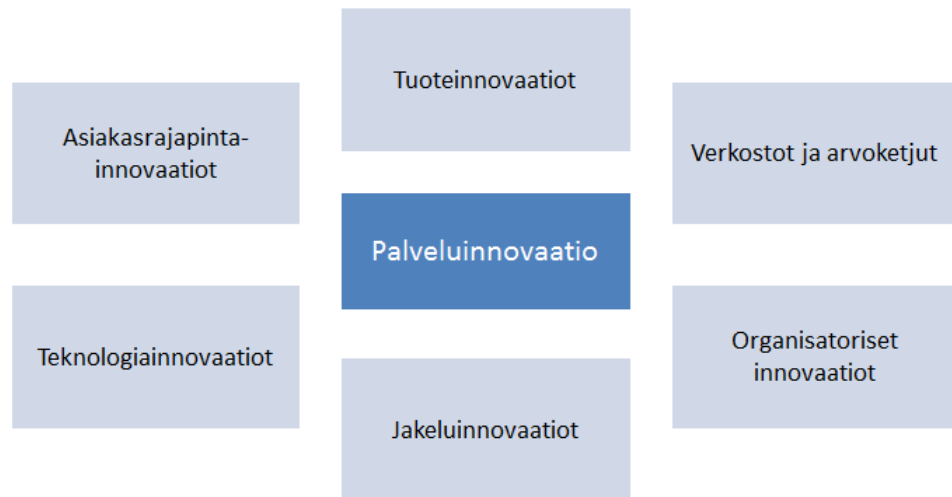 Tuoteinnovaatiot
Asiakasrajapinta-
innovaatiot
Verkostot ja arvoketjut
Palveluinnovaatio
Teknologiainnovaatiot
Organisatoriset
innovaatiot
Jakeluinnovaatiot